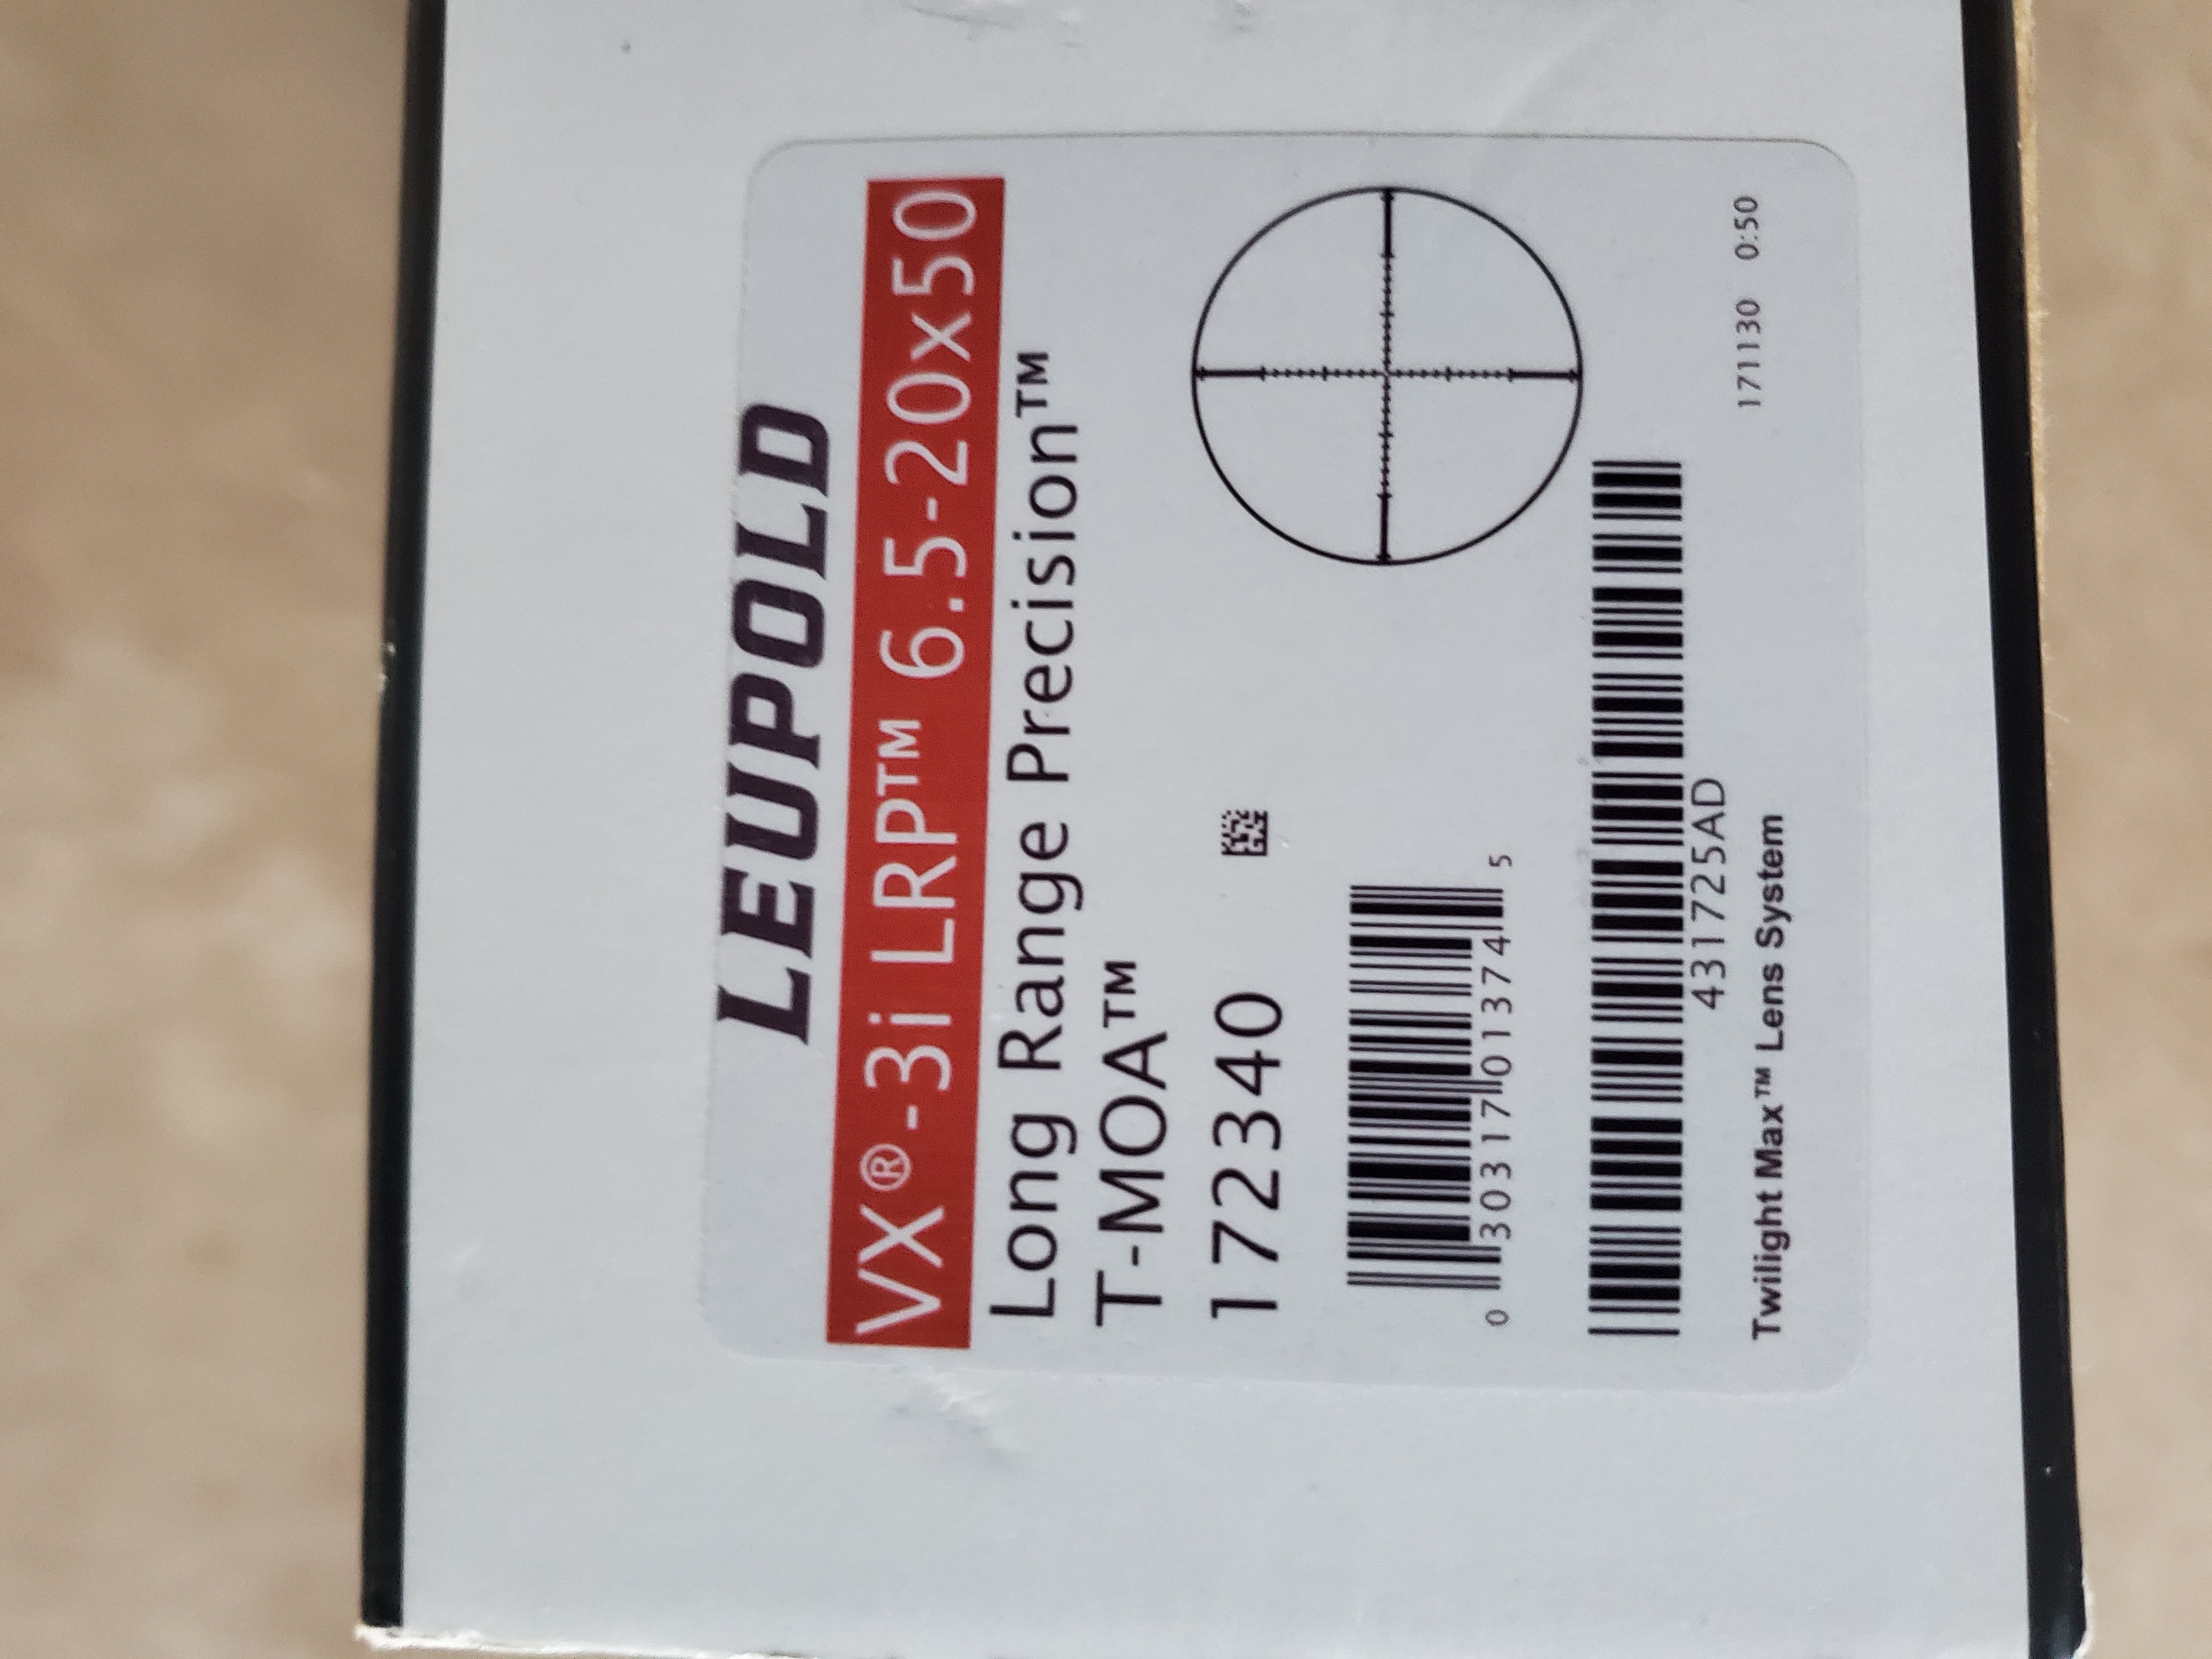 LEUPOLD
VX®-3i LRP™ 6.5-20x50
Long Range Precision™
T-MOA™
172340
0 30317 01374 5
431725AD
Twilight Max™ Lens System
171130 0:50